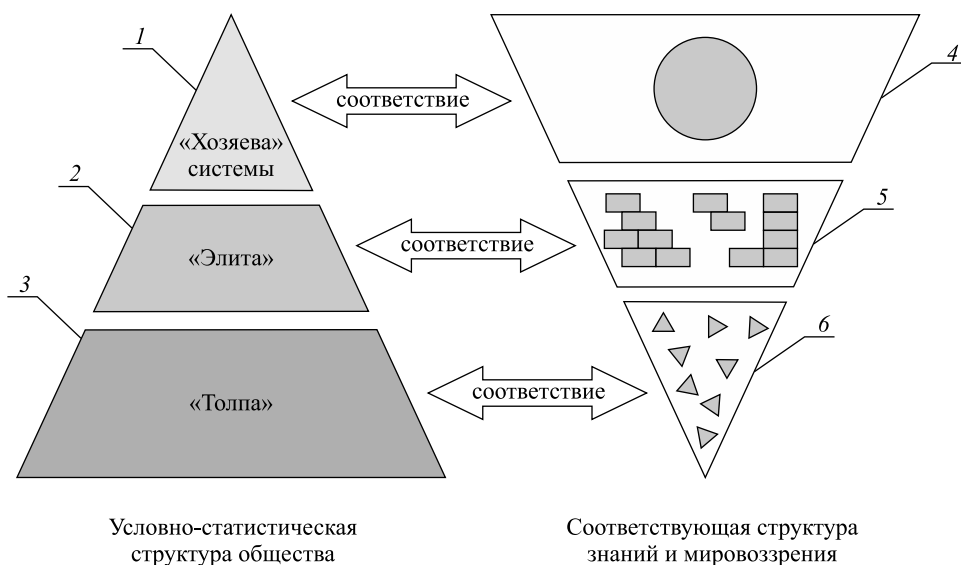 1
4
соответствие
«Хозяева»
системы
2
5
соответствие
«Элита»
3
6
соответствие
«Толпа»
Условно-статистическая
структура общества
Соответствующая структура
знаний и мировоззрения